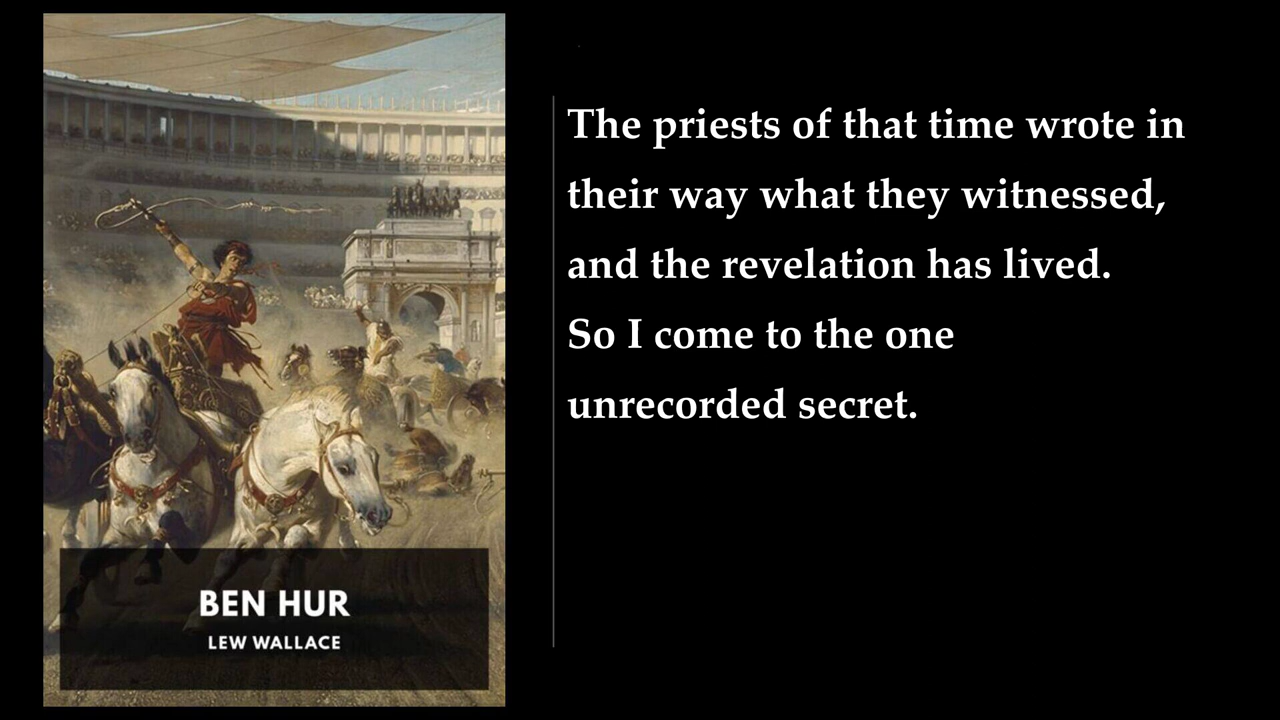 The priests of that time wrote in
their way what they witnessed,
and the revelation has lived.
So I come to the one
unrecorded secret.
BEN HUR
LEW WALLACE